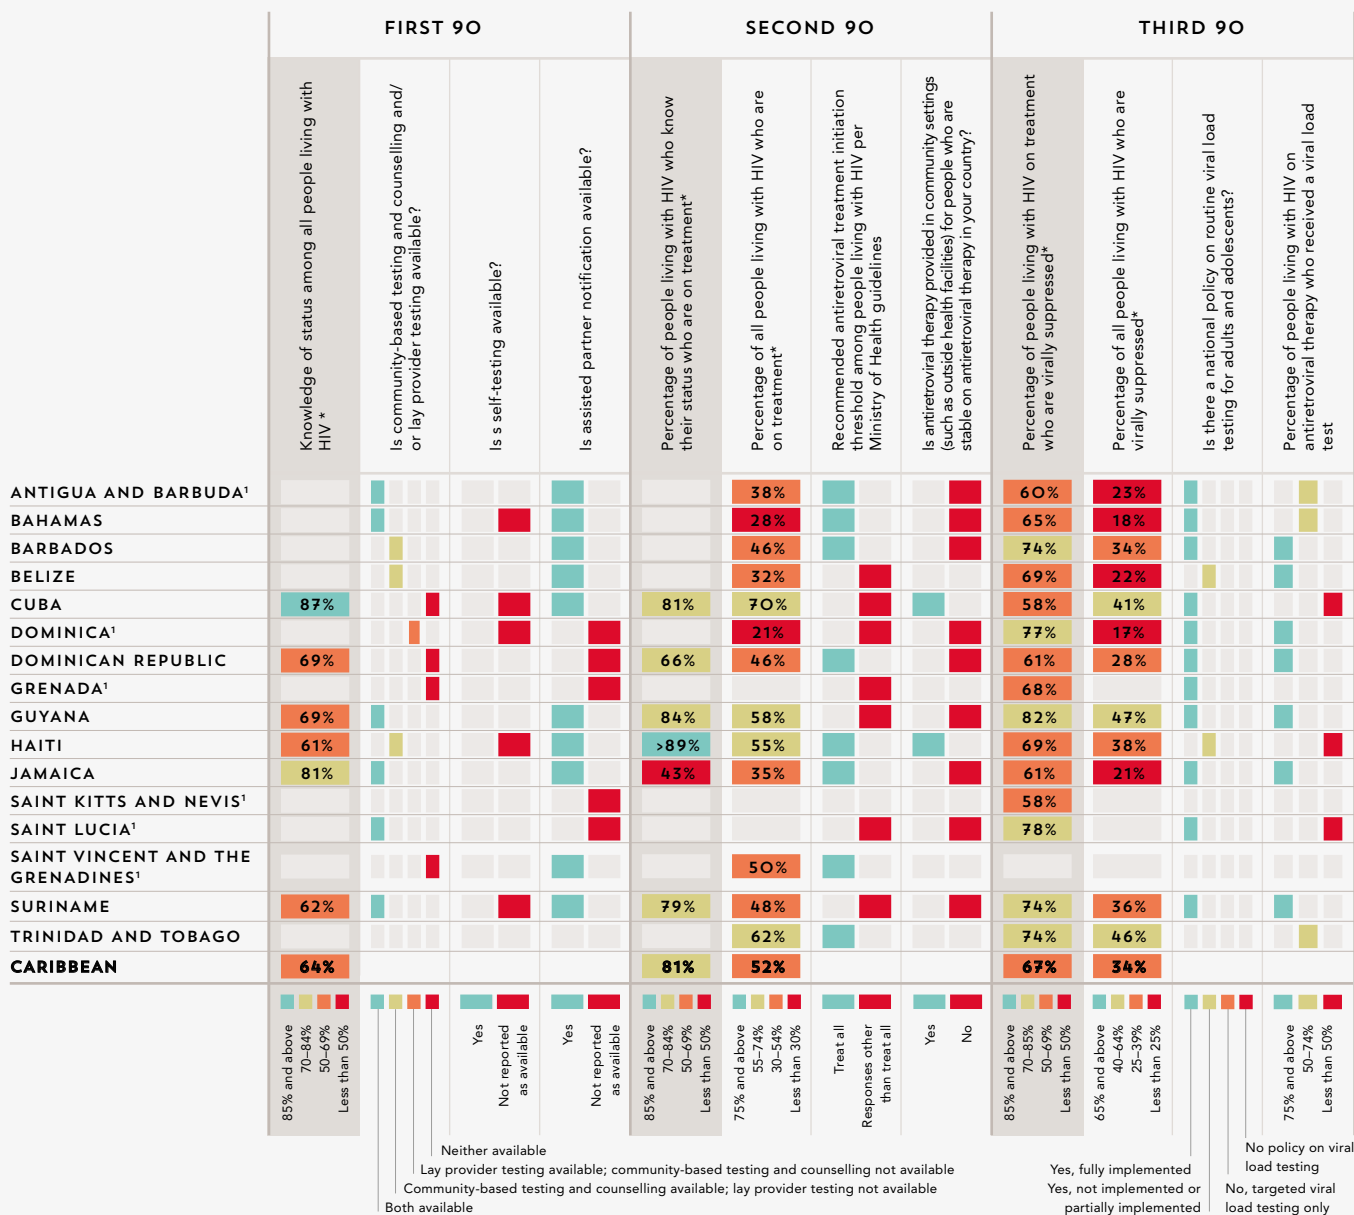 FIRST 90
SECOND 90
THIRD 90
Knowledge of status among all people living with
HIV *
Is community-based testing and counselling and/
or lay provider testing available?
Is s self-testing available?
Is assisted partner notification available?
Percentage of people living with HIV who know
their status who are on treatment*
Percentage of all people living with HIV who are
on treatment*
Recommended antiretroviral treatment initiation
threshold among people living with HIV per
Ministry of Health guidelines
Is antiretroviral therapy provided in community settings
(such as outside health facilities) for people who are
stable on antiretroviral therapy in your country?
Percentage of people living with HIV on treatment
who are virally suppressed*
Percentage of all people living with HIV who are
virally suppressed*
Is there a national policy on routine viral load
testing for adults and adolescents?
Percentage of people living with HIV on
antiretroviral therapy who received a viral load
test
ANTIGUA AND BARBUDA¹ 38% 60% 23%
BAHAMAS 28% 65% 18%
BARBADOS 46% 74% 34%
BELIZE 32% 69% 22%
CUBA 87% 81% 70% 58% 41%
DOMINICA¹ 21% 77% 17%
DOMINICAN REPUBLIC 69% 66% 46% 61% 28%
GRENADA¹ 68%
GUYANA 69% 84% 58% 82% 47%
HAITI 61% >89% 55% 69% 38%
JAMAICA 81% 43% 35% 61% 21%
SAINT KITTS AND NEVIS¹ 58%
SAINT LUCIA¹ 78%
SAINT VINCENT AND THE
GRENADINES¹ 50%
SURINAME 62% 79% 48% 74% 36%
TRINIDAD AND TOBAGO 62% 74% 46%
CARIBBEAN 64% 81% 52% 67% 34%
85% and above
70–84%
50–69%
Less than 50%
Yes
Not reported
as available
Yes
Not reported
as available
85% and above
70–84%
50–69%
Less than 50%
75% and above
55–74%
30–54%
Less than 30%
Treat all
Responses other
than treat all
Yes
No
85% and above
70–85%
50–69%
Less than 50%
65% and above
40–64%
25–39%
Less than 25%
75% and above
50–74%
Less than 50%
Neither available
Lay provider testing available; community-based testing and counselling not available
Community-based testing and counselling available; lay provider testing not available
Both available
Yes, fully implemented
Yes, not implemented or
partially implemented
No policy on viral
load testing
No, targeted viral
load testing only